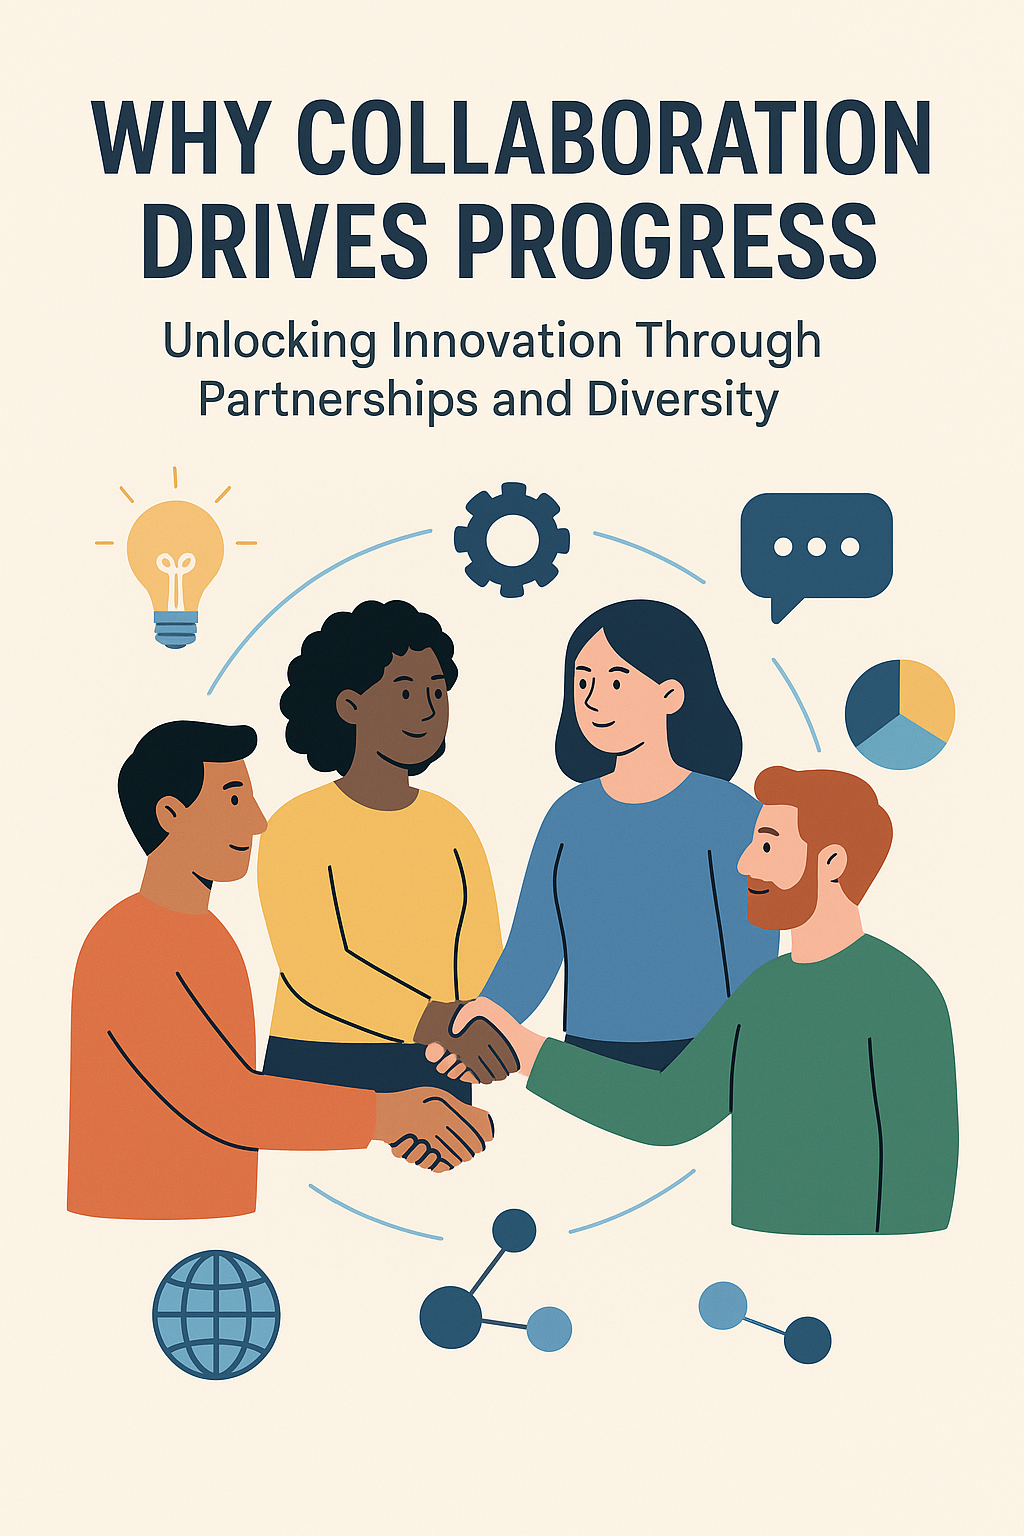 WHY COLLABORATION
DRIVES PROGRESS
Unlocking Innovation Through
Partnerships and Diversity